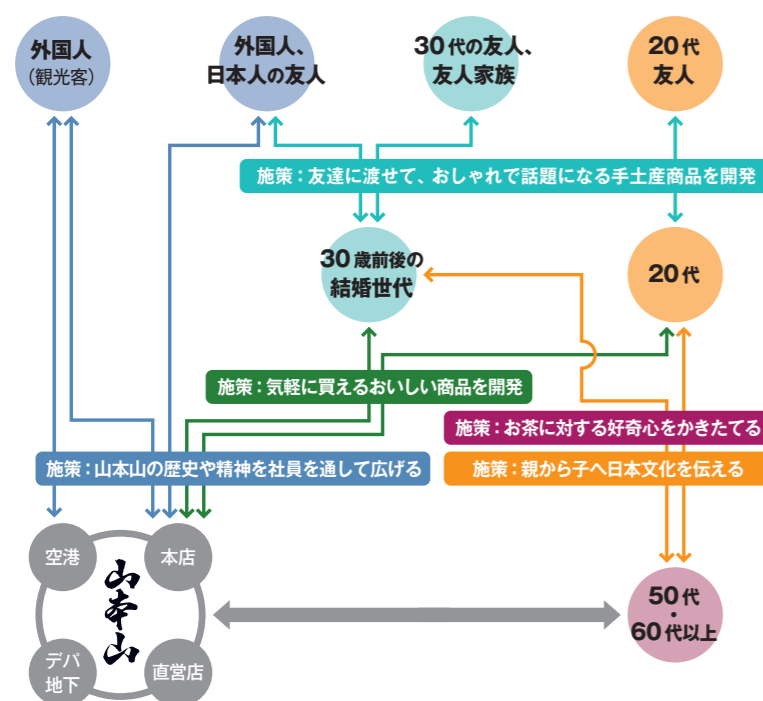 外国人
（観光客）
外国人、
日本人の友人
30代の友人、
友人家族
20代
友人
施策：友達に渡せて、おしゃれで話題になる手土産商品を開発
30歳前後の
結婚世代
20代
施策：気軽に買えるおいしい商品を開発
施策：お茶に対する好奇心をかきたてる
施策：山本山の歴史や精神を社員を通して広げる
施策：親から子へ日本文化を伝える
空港
本店
山本山
デパ
地下
直営店
50代
・
60代以上